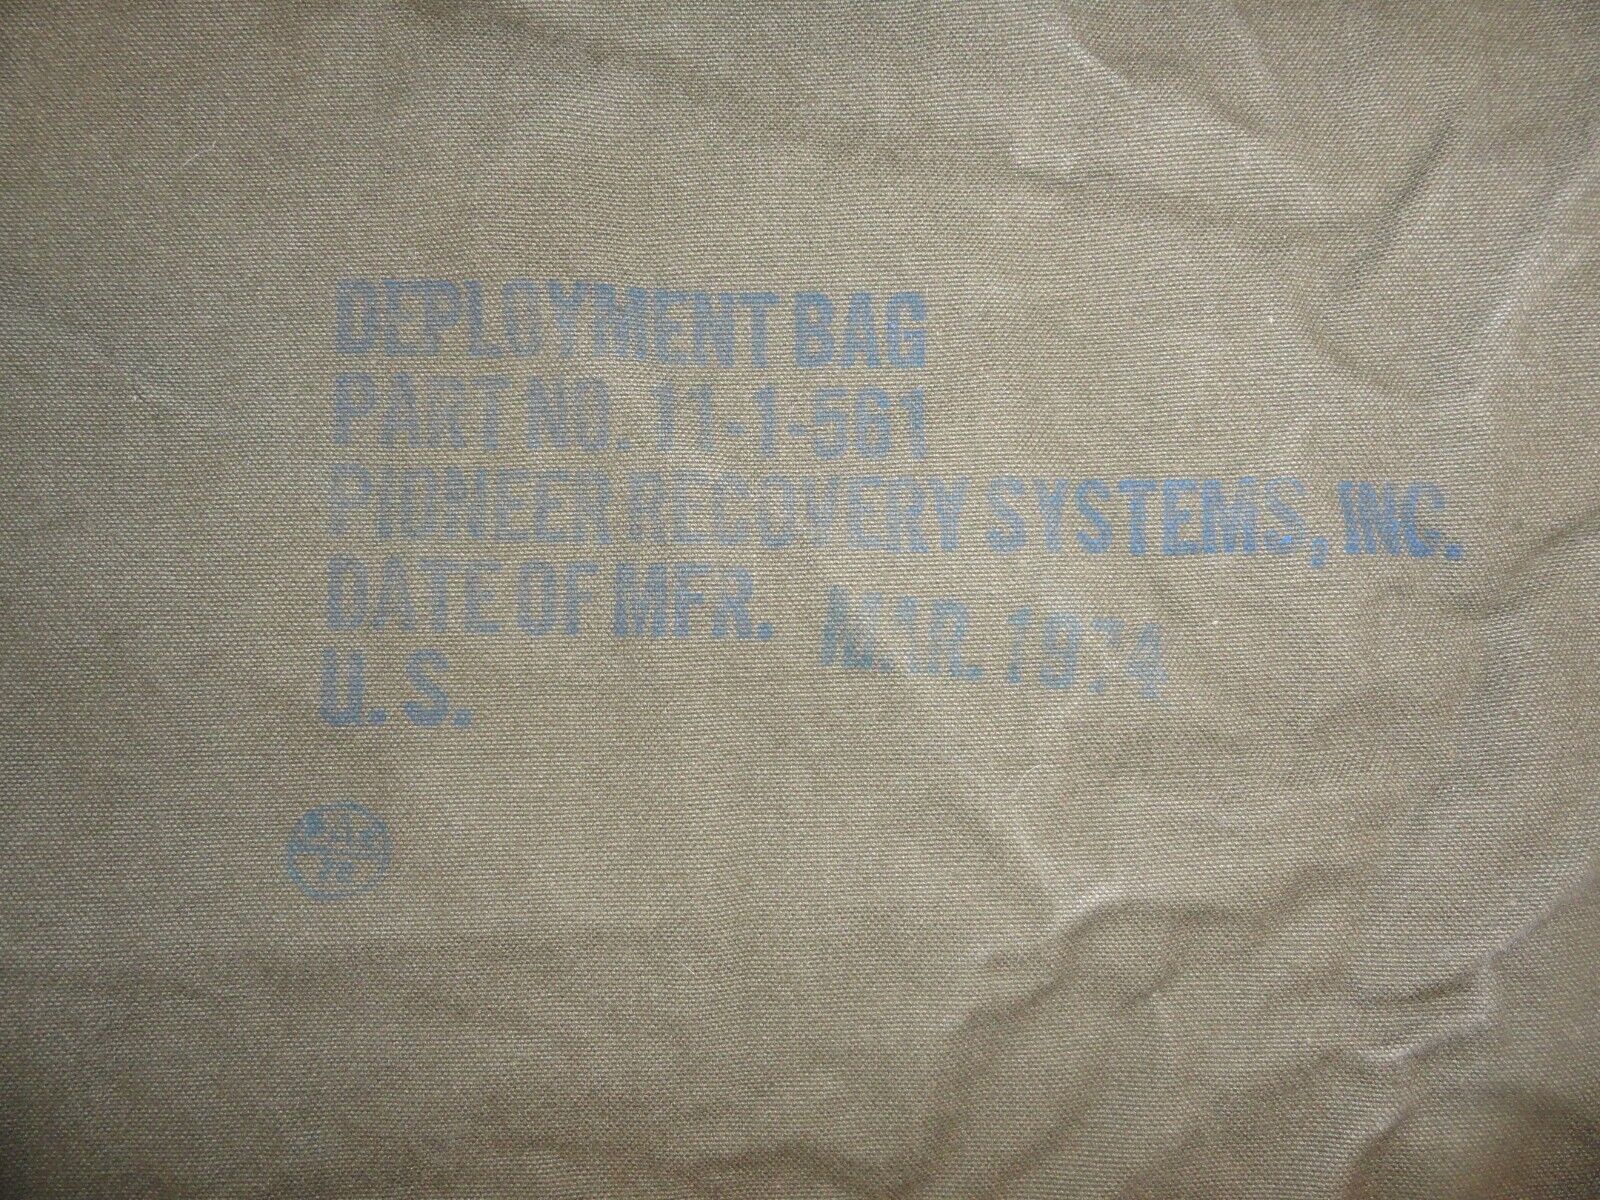 DEPLOYMENT BAG
PART NO. 11-1-561
PIONEER RECOVERY SYSTEMS, INC.
DATE OF MFR. MAR. 1974
U.S.